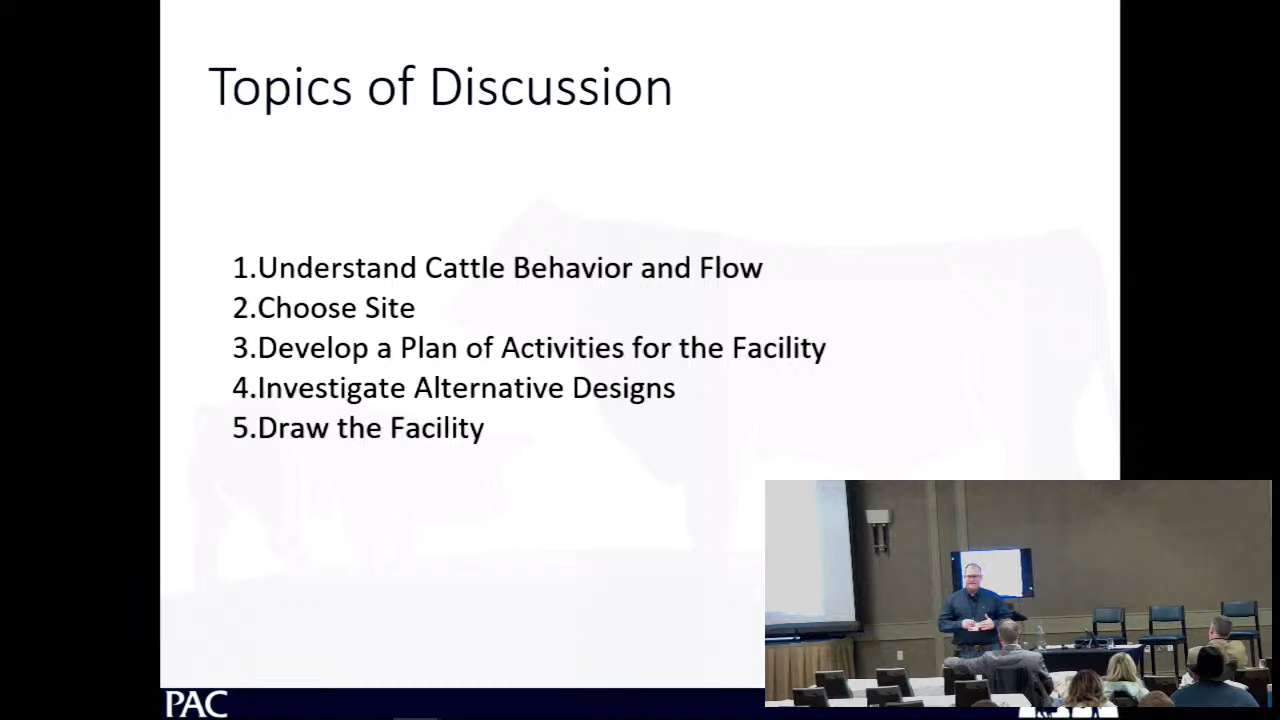 Topics of Discussion
1.Understand Cattle Behavior and Flow
2.Choose Site
3.Develop a Plan of Activities for the Facility
4.Investigate Alternative Designs
5.Draw the Facility
PAC